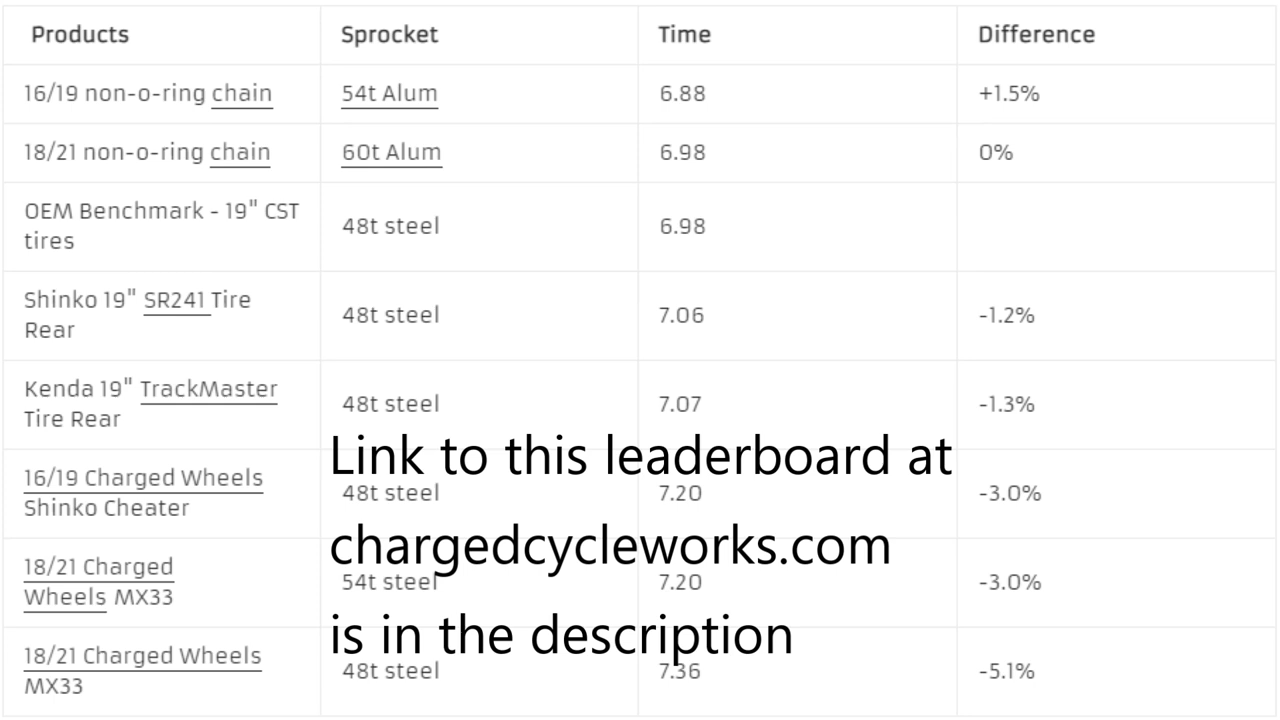 Products Sprocket Time Difference
16/19 non-o-ring chain 54t Alum 6.88 +1.5%
18/21 non-o-ring chain 60t Alum 6.98 0%
OEM Benchmark - 19" CST
tires
48t steel 6.98
Shinko 19" SR241 Tire
Rear
48t steel 7.06 -1.2%
Kenda 19" TrackMaster
Tire Rear
48t steel 7.07 -1.3%
16/19 Charged Wheels
Shinko Cheater
48t steel 7.20 -3.0%
18/21 Charged
Wheels MX33
54t steel 7.20 -3.0%
18/21 Charged Wheels
MX33
48t steel 7.36 -5.1%
Link to this leaderboard at
chargedcycleworks.com
is in the description